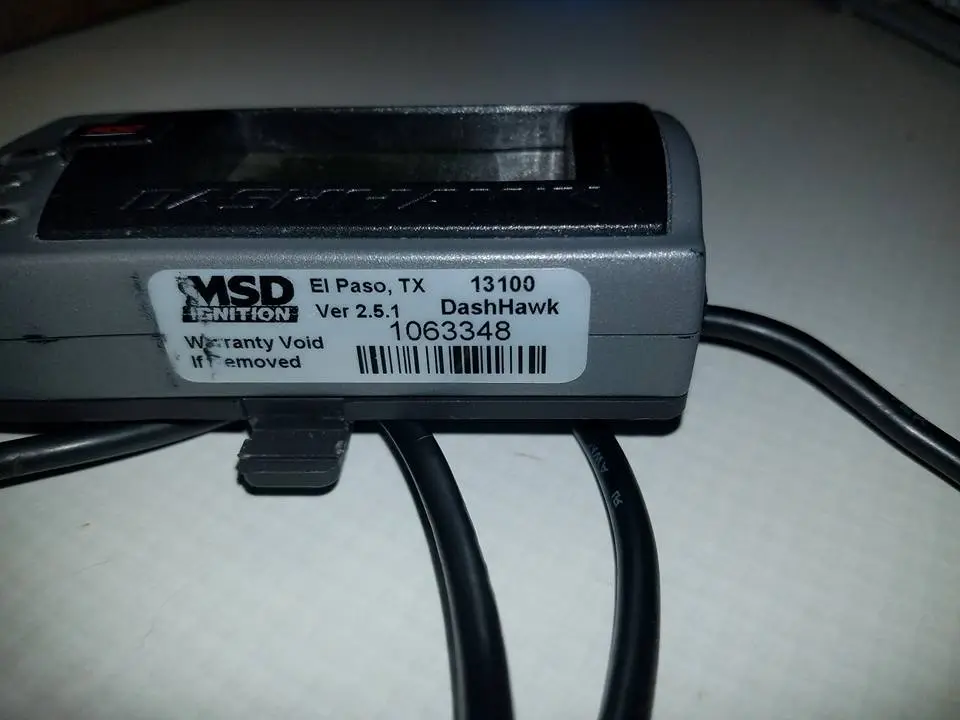 DASHHAWK
MSD El Paso, TX 13100
IGNITION Ver 2.5.1 DashHawk
1063348
Warranty Void
If Removed